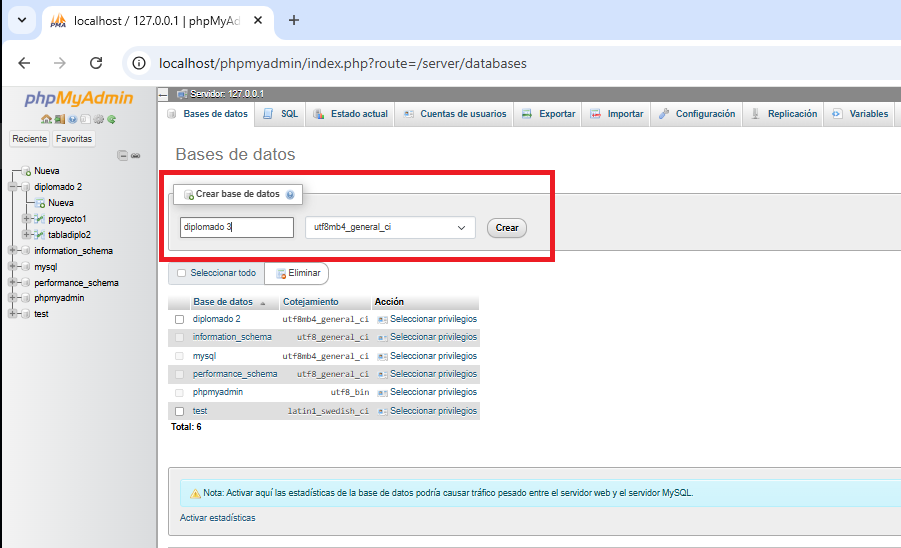 localhost / 127.0.0.1 | phpMyAd
localhost/phpmyadmin/index.php?route=/server/databases
phpMyAdmin
Reciente Favoritas
Nueva
diplomado 2
Nueva
proyecto1
tabladiplo2
information_schema
mysql
performance_schema
phpmyadmin
test
Servidor: 127.0.0.1
Bases de datos SQL Estado actual Cuentas de usuarios Exportar Importar Configuración Replicación Variables
Bases de datos
Crear base de datos
diplomado 3 utf8mb4_general_ci Crear
Seleccionar todo Eliminar
Base de datos Cotejamiento Acción
diplomado 2 utf8mb4_general_ci Seleccionar privilegios
information_schema utf8_general_ci Seleccionar privilegios
mysql utf8mb4_general_ci Seleccionar privilegios
performance_schema utf8_general_ci Seleccionar privilegios
phpmyadmin utf8_bin Seleccionar privilegios
test latin1_swedish_ci Seleccionar privilegios
Total: 6
Nota: Activar aquí las estadísticas de la base de datos podría causar tráfico pesado entre el servidor web y el servidor MySQL.
Activar estadísticas